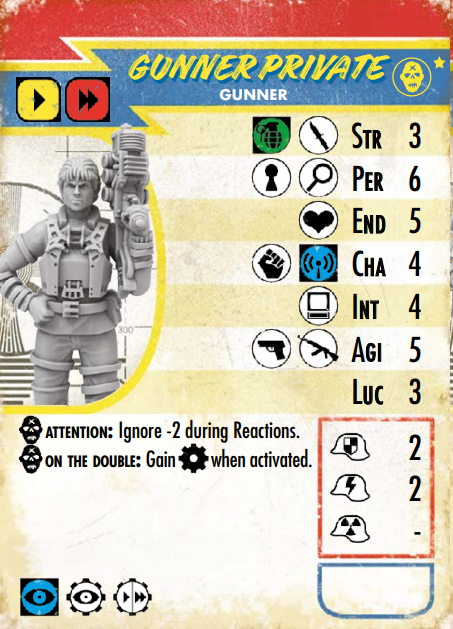 GUNNER PRIVATE
GUNNER
STR 3
PER 6
END 5
CHA 4
INT 4
AGI 5
LUC 3
300
ATTENTION: Ignore -2 during Reactions.
ON THE DOUBLE: Gain when activated.
2
2
-